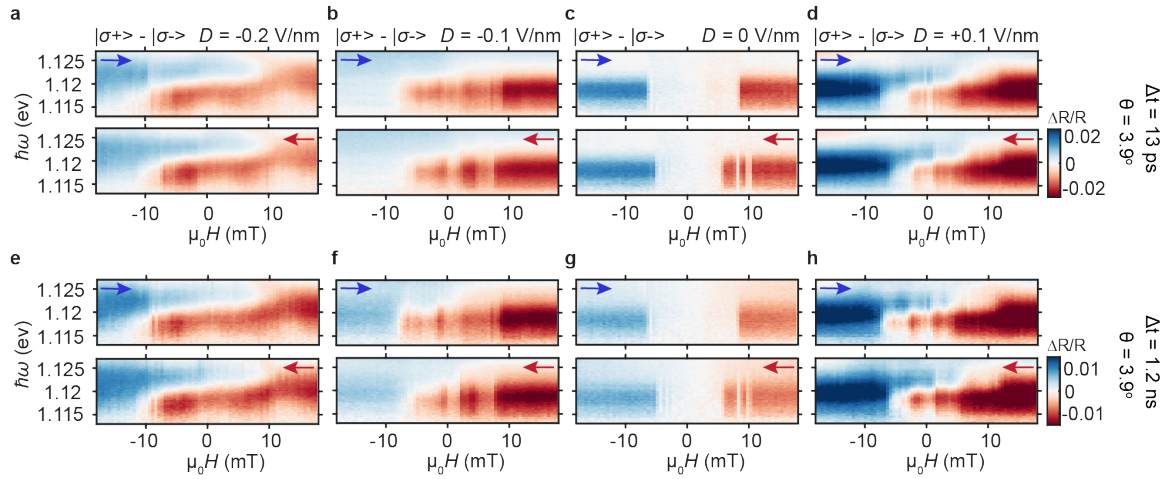 a b c d
|σ+> - |σ-> D = -0.2 V/nm |σ+> - |σ-> D = -0.1 V/nm |σ+> - |σ-> D = 0 V/nm |σ+> - |σ-> D = +0.1 V/nm
1.125
1.12
1.115
1.125
1.12
1.115
ħω (ev)
Δt = 13 ps
θ = 3.9°
ΔR/R
0.02
0
-0.02
-10 0 10 -10 0 10 -10 0 10 -10 0 10
μ₀H (mT) μ₀H (mT) μ₀H (mT) μ₀H (mT)
e f g h
1.125
1.12
1.115
1.125
1.12
1.115
ħω (ev)
Δt = 1.2 ns
θ = 3.9°
ΔR/R
0.01
0
-0.01
-10 0 10 -10 0 10 -10 0 10 -10 0 10
μ₀H (mT) μ₀H (mT) μ₀H (mT) μ₀H (mT)